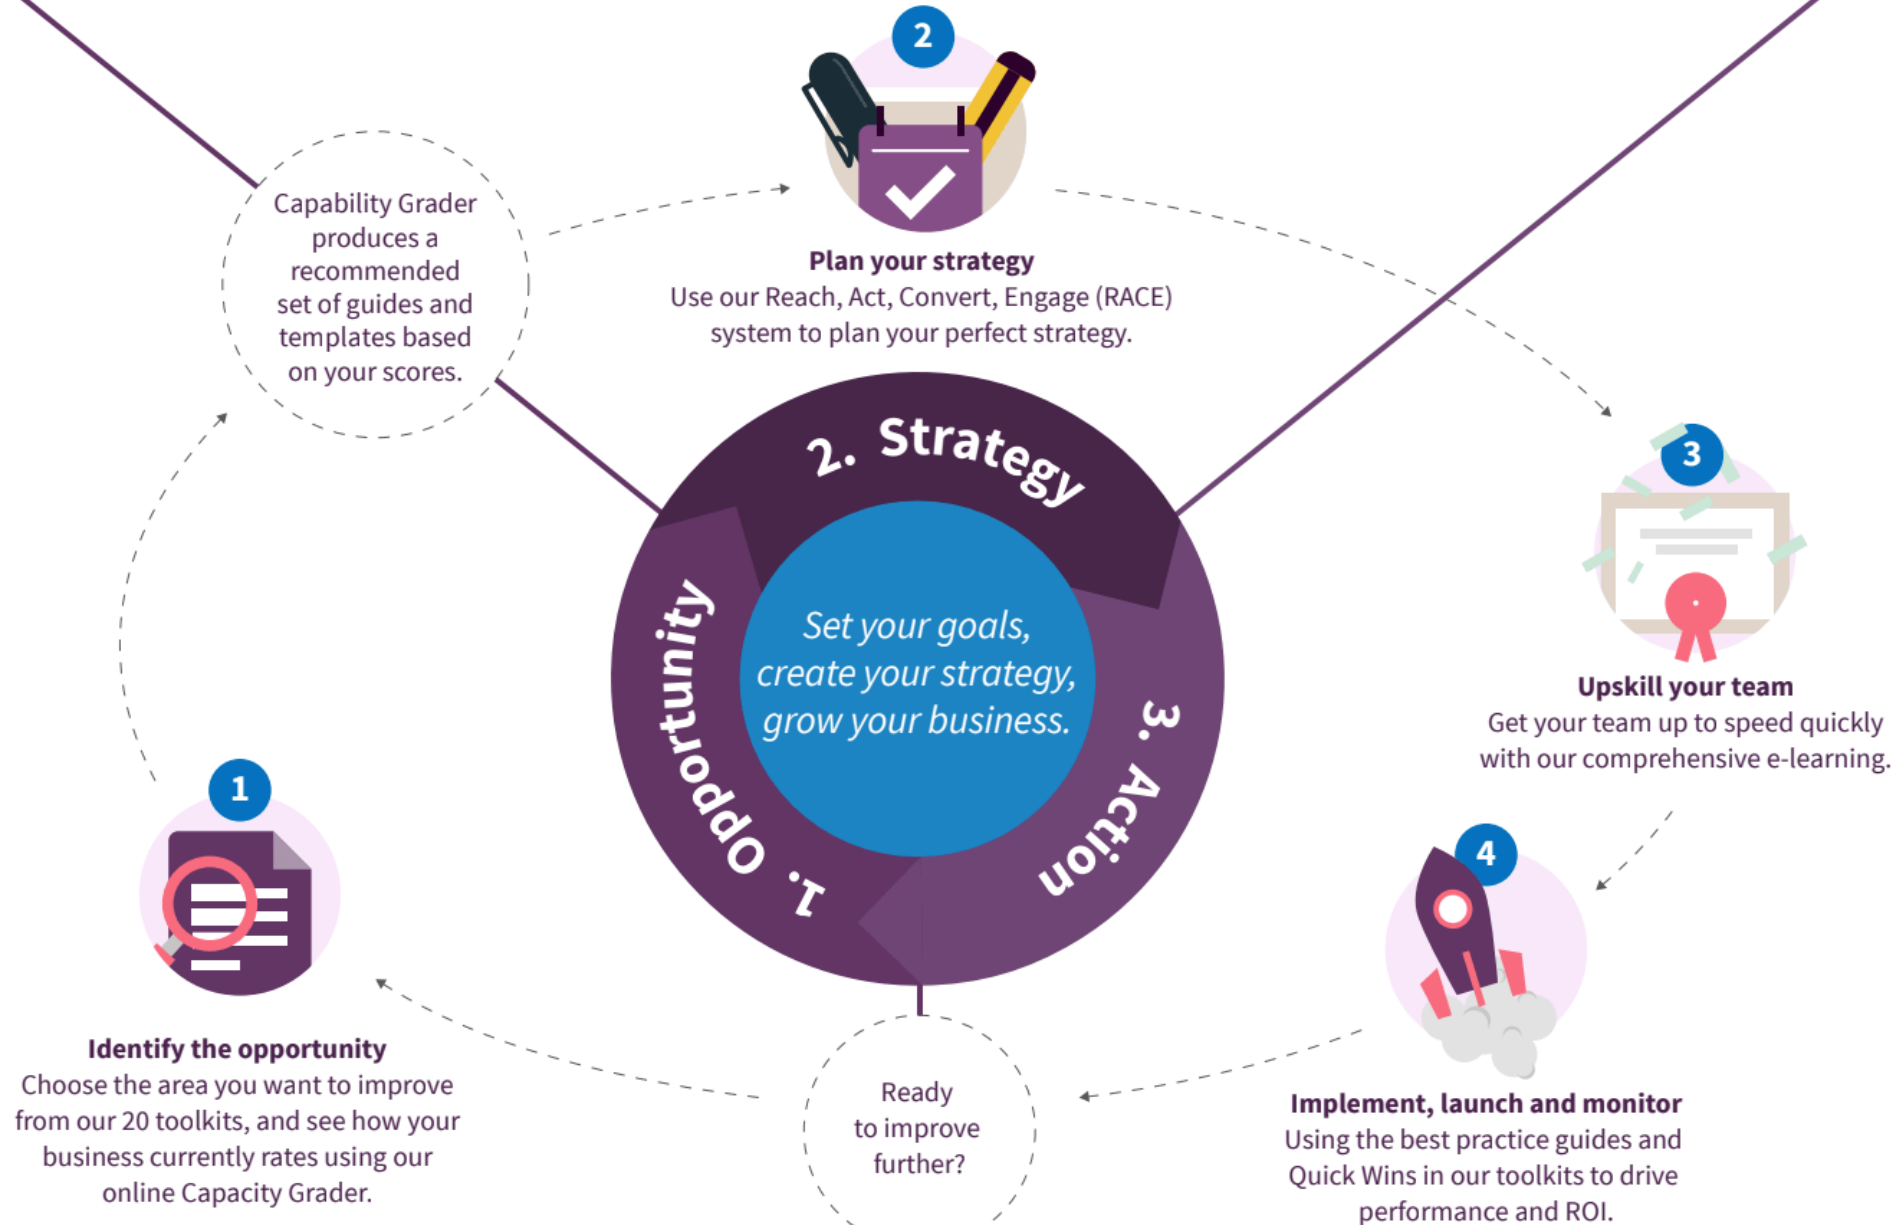 2
Capability Grader
produces a
recommended
set of guides and
templates based
on your scores.
Plan your strategy
Use our Reach, Act, Convert, Engage (RACE)
system to plan your perfect strategy.
2. Strategy
3
Upskill your team
Get your team up to speed quickly
with our comprehensive e-learning.
1. Opportunity
Set your goals,
create your strategy,
grow your business.
3. Action
1
Identify the opportunity
Choose the area you want to improve
from our 20 toolkits, and see how your
business currently rates using our
online Capacity Grader.
4
Implement, launch and monitor
Using the best practice guides and
Quick Wins in our toolkits to drive
performance and ROI.
Ready
to improve
further?